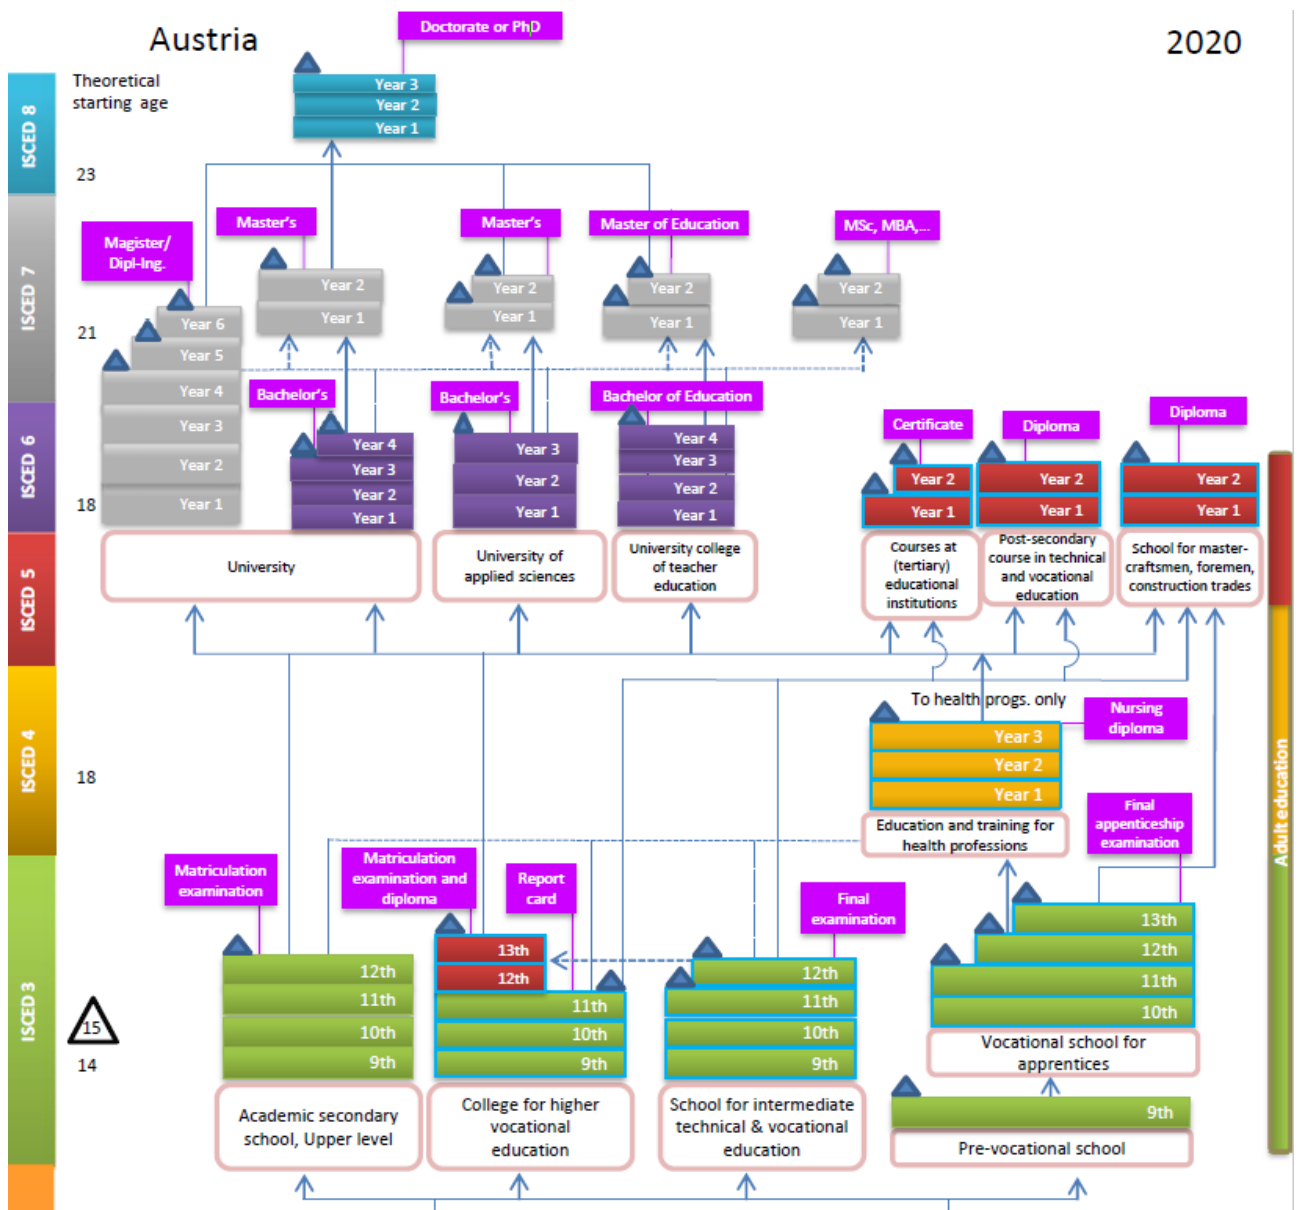 Austria
2020
Doctorate or PhD
Theoretical
starting age
ISCED 8
Year 3
Year 2
Year 1
23
ISCED 7
Magister/
Dipl-Ing.
Master's
Master's
Master of Education
MSc, MBA,...
Year 2
Year 1
Year 2
Year 1
Year 2
Year 1
Year 2
Year 1
21
Year 6
Year 5
Year 4
Year 3
Year 2
Year 1
ISCED 6
Bachelor's
Year 4
Year 3
Year 2
Year 1
Bachelor's
Year 3
Year 2
Year 1
Bachelor of Education
Year 4
Year 3
Year 2
Year 1
Certificate
Year 2
Year 1
Diploma
Year 2
Year 1
Diploma
Year 2
Year 1
18
ISCED 5
University
University of
applied sciences
University college
of teacher
education
Courses at
(tertiary)
educational
institutions
Post-secondary
course in technical
and vocational
education
School for master-
craftsmen, foremen,
construction trades
ISCED 4
To health progs. only
Nursing
diploma
Year 3
Year 2
Year 1
18
Education and training for
health professions
Final
apprenticeship
examination
Adult education
ISCED 3
Matriculation
examination
Matriculation
examination and
diploma
Report
card
Final
examination
12th
11th
10th
9th
13th
12th
11th
10th
9th
12th
11th
10th
9th
13th
12th
11th
10th
15
14
Vocational school for
apprentices
9th
Academic secondary
school, Upper level
College for higher
vocational
education
School for intermediate
technical & vocational
education
Pre-vocational school